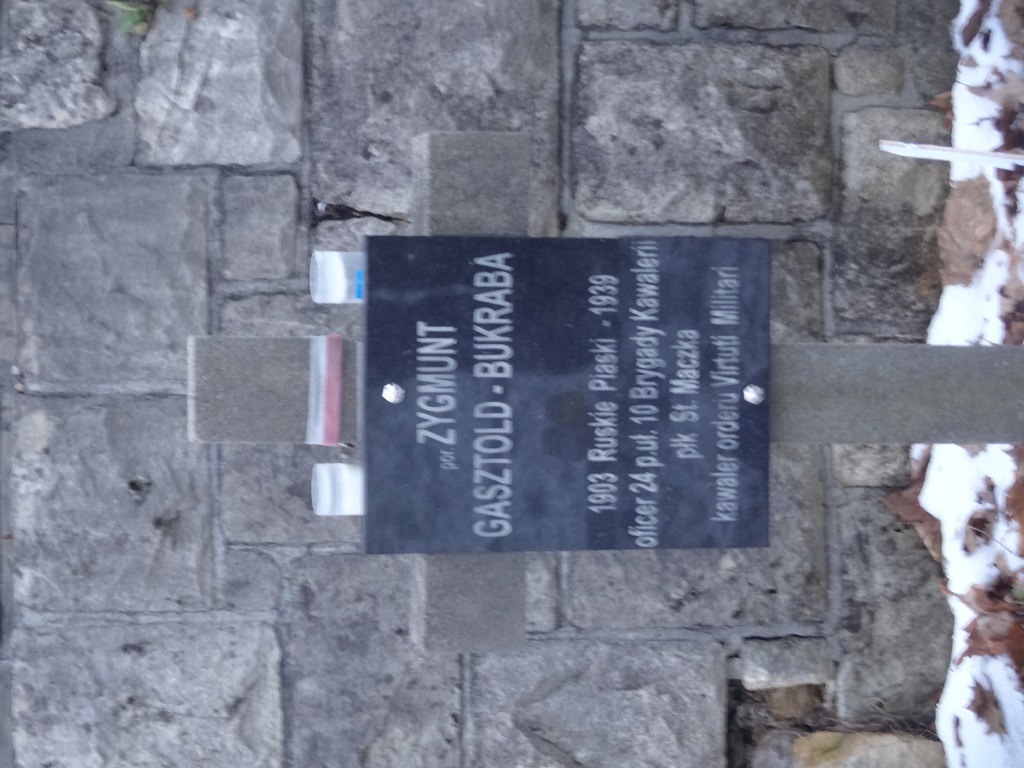 por. ZYGMUNT
GASZTOLD - BUKRABA
1903 Ruskie Piaski - 1939
oficer 24 p.uł. 10 Brygady Kawalerii
płk St. Maczka
kawaler orderu Virtuti Militari